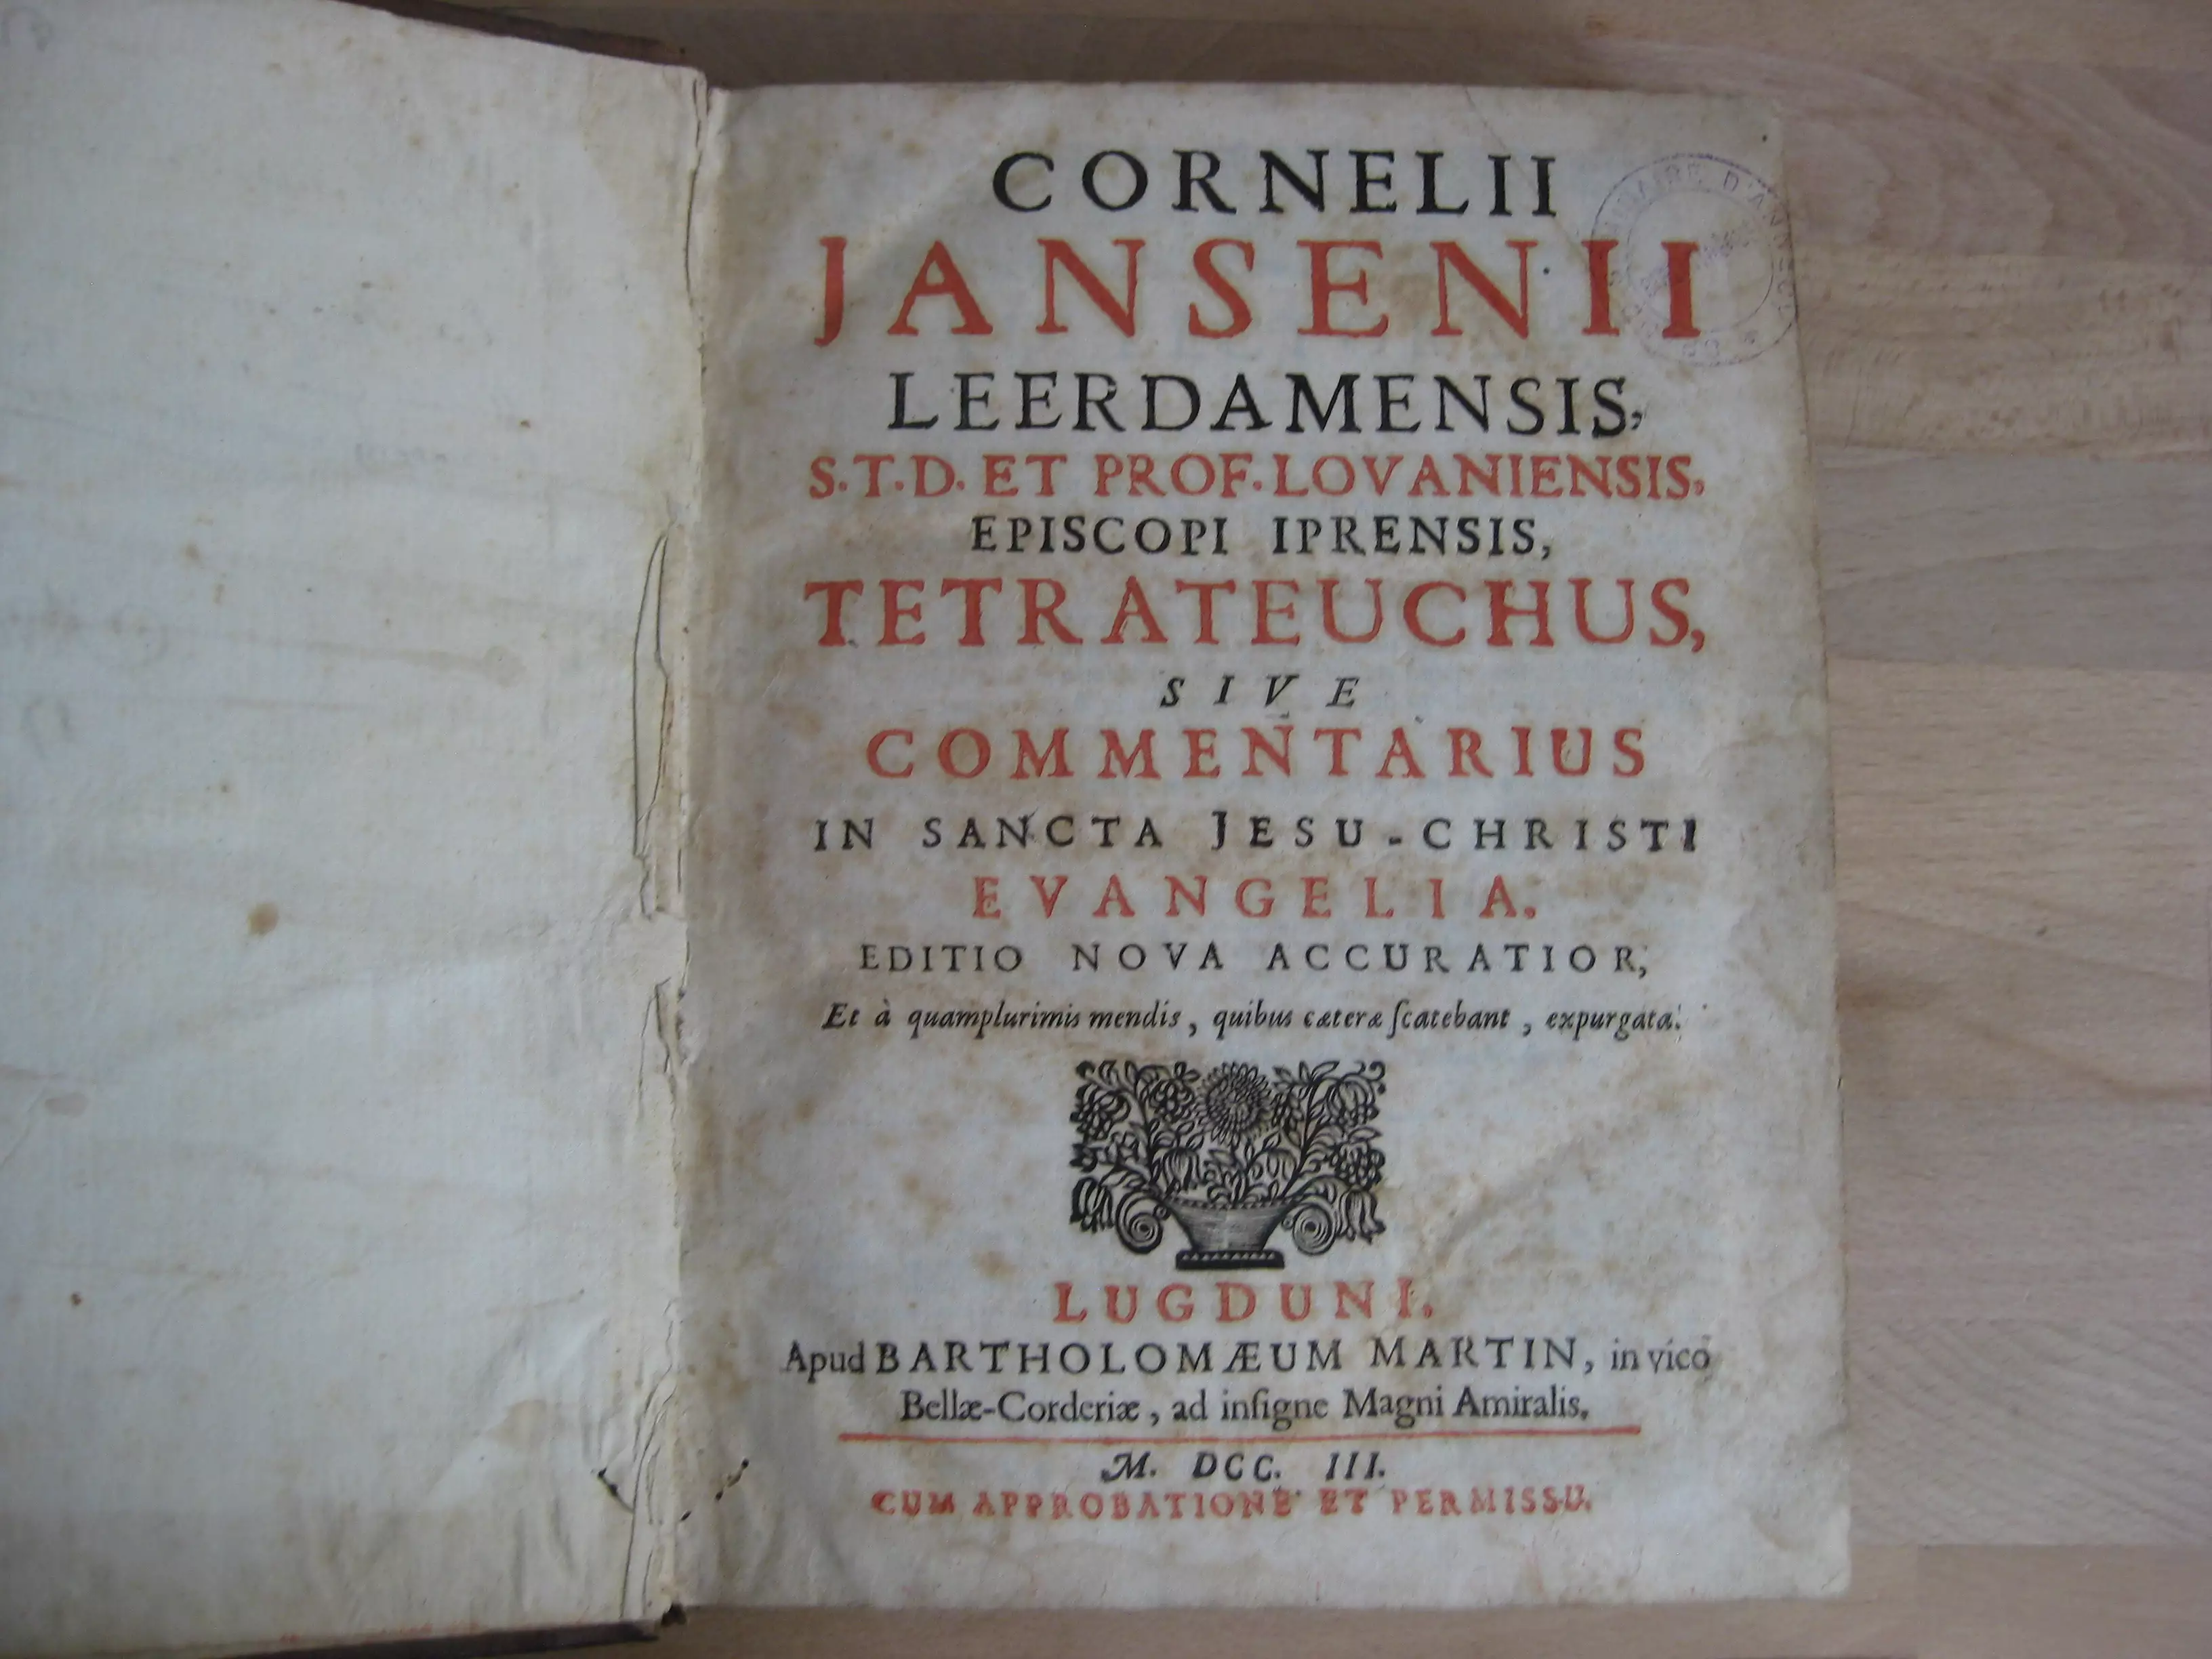 CORNELII
JANSENII
LEERDAMENSIS,
S.T.D. ET PROF. LOVANIENSIS,
EPISCOPI IPRENSIS,
TETRATEUCHUS,
SIVE
COMMENTARIUS
IN SANCTA JESU-CHRISTI
EVANGELIA.
EDITIO NOVA ACCURATIOR,
Et à quamplurimis mendis, quibus cæteræ ſcatebant, expurgata.
LUGDUNI.
Apud BARTHOLOMÆUM MARTIN, in vico
Bellæ-Corderiæ, ad inſigne Magni Amiralis.
M. DCC. III.
CUM APPROBATIONE ET PERMISSU.
D'ANNECY